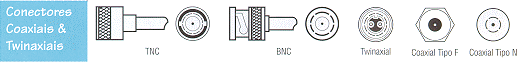 Conectores
Coaxiais &
Twinaxiais
TNC
BNC
Twinaxial
Coaxial Tipo F
Coaxial Tipo N